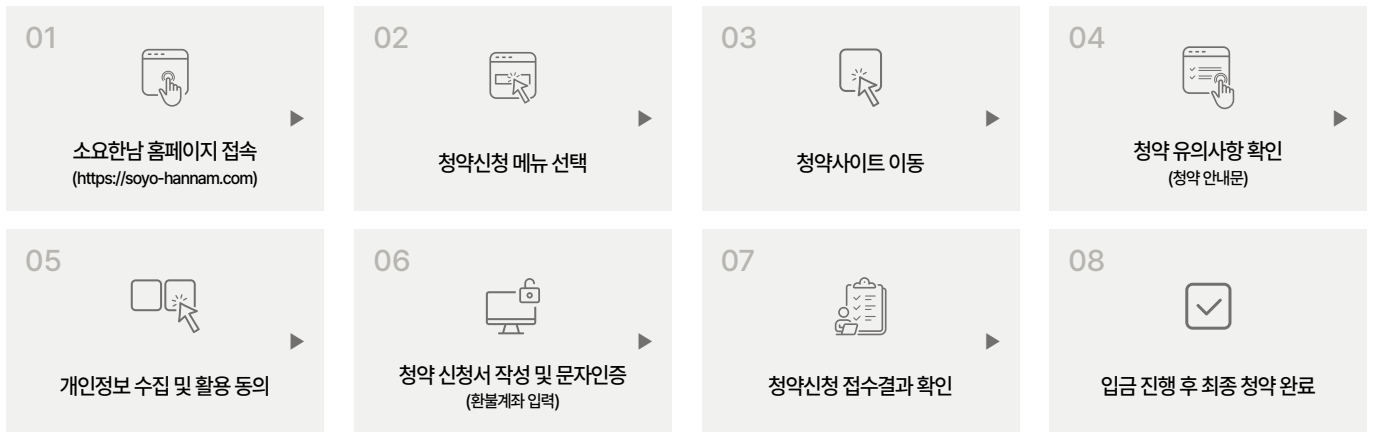 01
소요한남 홈페이지 접속
(https://soyo-hannam.com)
02
청약신청 메뉴 선택
03
청약사이트 이동
04
청약 유의사항 확인
(청약 안내문)
05
개인정보 수집 및 활용 동의
06
청약 신청서 작성 및 문자인증
(환불계좌 입력)
07
청약신청 접수결과 확인
08
입금 진행 후 최종 청약 완료